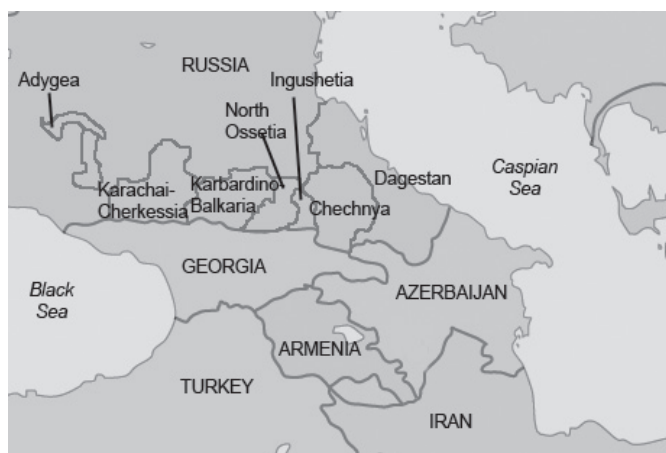 RUSSIA
Ingushetia
Adygea
North
Ossetia
Caspian
Sea
Dagestan
Karachai-
Cherkessia
Karbardino-
Balkaria
Chechnya
GEORGIA
Black
Sea
AZERBAIJAN
ARMENIA
TURKEY
IRAN